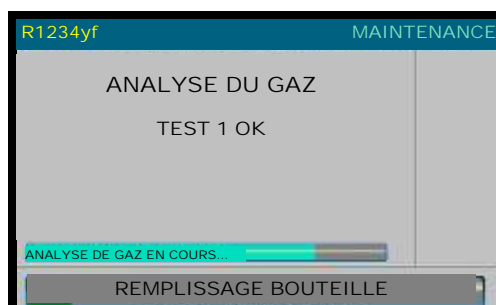 R1234yf MAINTENANCE
ANALYSE DU GAZ
TEST 1 OK
ANALYSE DE GAZ EN COURS...
REMPLISSAGE BOUTEILLE